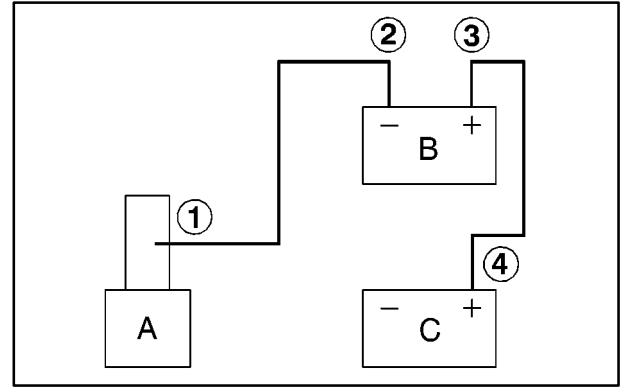 ② ③
− +
B
①
④
A
− +
C